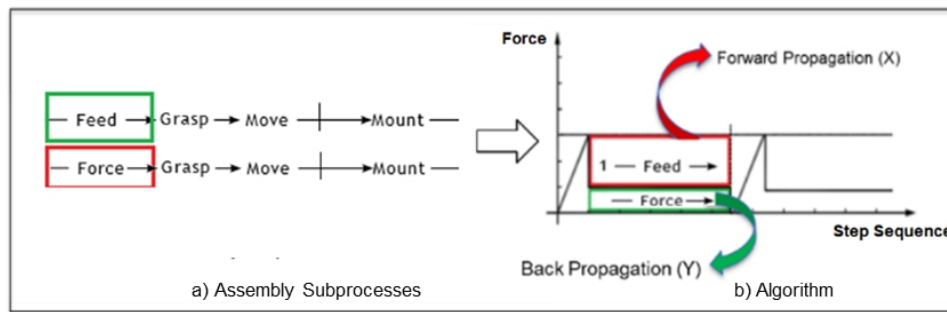 Force
Forward Propagation (X)
Feed Grasp Move Mount
Force Grasp Move Mount
1 Feed
Force
Step Sequence
Back Propagation (Y)
a) Assembly Subprocesses
b) Algorithm